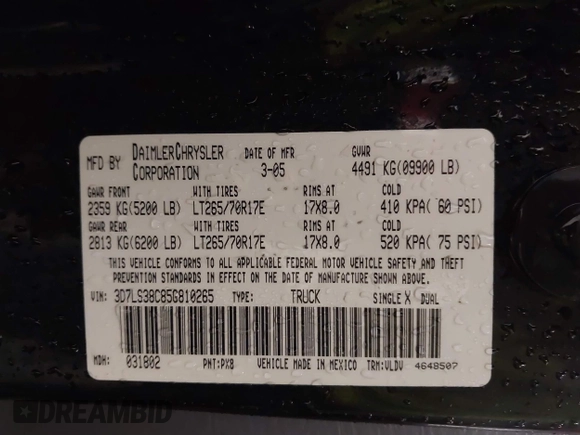 MFD BY DAIMLERCHRYSLER CORPORATION DATE OF MFR 3-05 GVWR 4491 KG(09900 LB)
GAWR FRONT WITH TIRES RIMS AT COLD
2359 KG(5200 LB) LT265/70R17E 17X8.0 410 KPA( 60 PSI)
GAWR REAR WITH TIRES RIMS AT COLD
2813 KG(6200 LB) LT265/70R17E 17X8.0 520 KPA( 75 PSI)
THIS VEHICLE CONFORMS TO ALL APPLICABLE FEDERAL MOTOR VEHICLE SAFETY AND THEFT
PREVENTION STANDARDS IN EFFECT ON THE DATE OF MANUFACTURE SHOWN ABOVE.
VIN: 3D7LS38C85G810265 TYPE: TRUCK SINGLE X DUAL
MDH: 031802 PNT:PX8 VEHICLE MADE IN MEXICO TRM:VLDV 4648507
DREAMBID